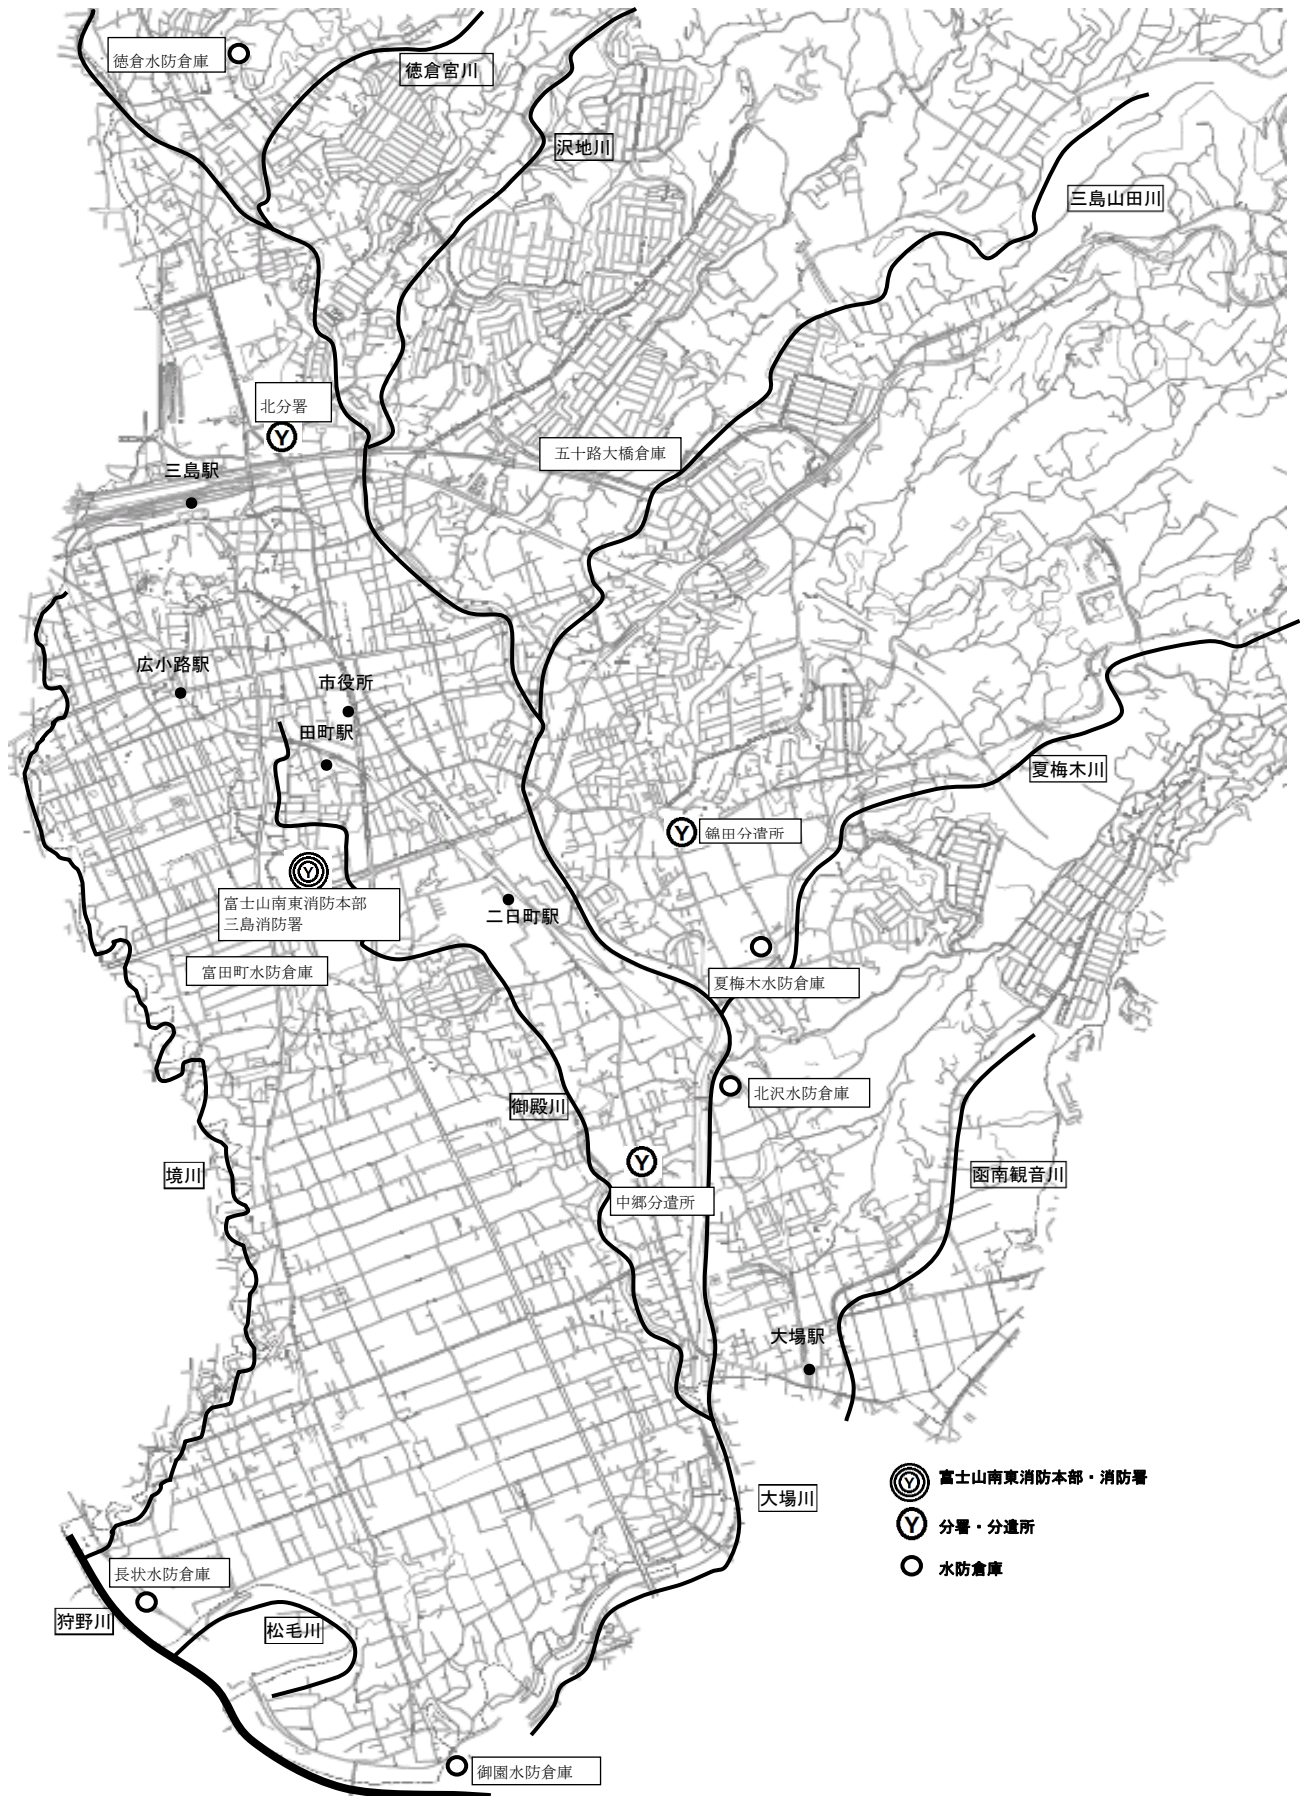 徳倉水防倉庫
徳倉宮川
沢地川
三島山田川
北分署
Y
五十路大橋倉庫
三島駅
広小路駅
市役所
田町駅
夏梅木川
Y
錦田分遣所
Y
富士山南東消防本部
三島消防署
二日町駅
富田町水防倉庫
夏梅木水防倉庫
北沢水防倉庫
御殿川
Y
境川
函南観音川
中郷分遣所
大場駅
大場川
Y
富士山南東消防本部・消防署
Y
分署・分遣所
水防倉庫
長伏水防倉庫
狩野川
松毛川
御園水防倉庫